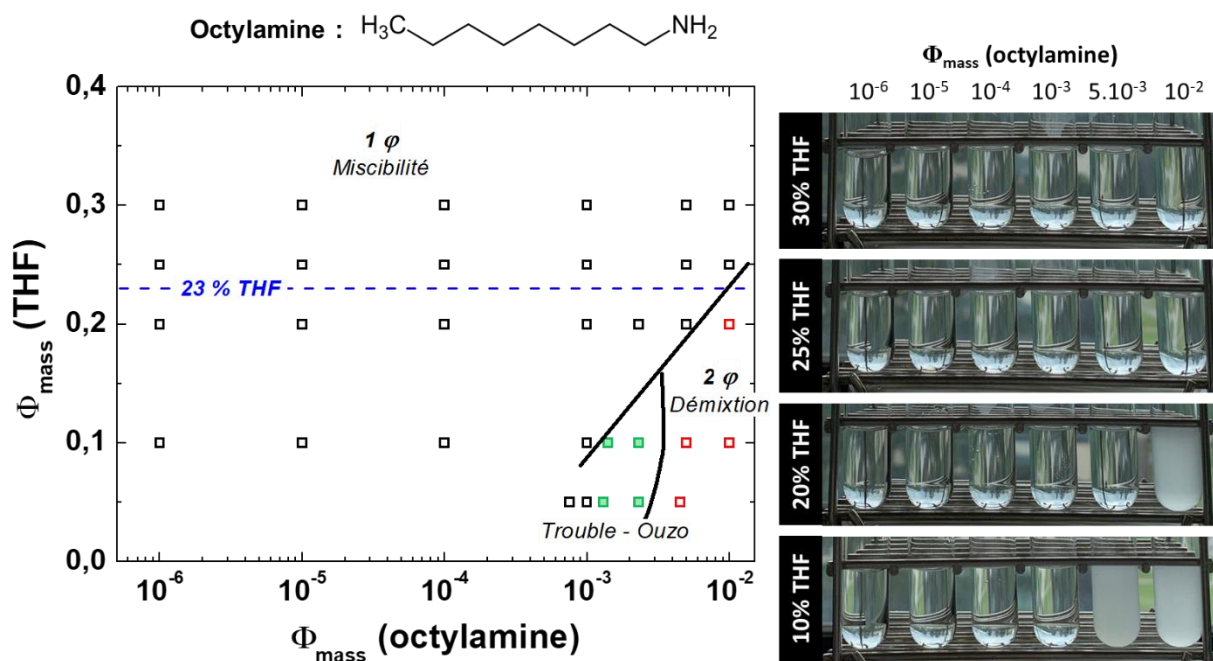 Octylamine : H₃C NH₂
Φmass (THF)
0,4
0,3
0,2
0,1
0,0
1 φ
Miscibilité
23 % THF
2 φ
Démixtion
Trouble - Ouzo
10⁻⁶ 10⁻⁵ 10⁻⁴ 10⁻³ 10⁻²
Φmass (octylamine)
Φmass (octylamine)
10⁻⁶ 10⁻⁵ 10⁻⁴ 10⁻³ 5.10⁻³ 10⁻²
30% THF
25% THF
20% THF
10% THF